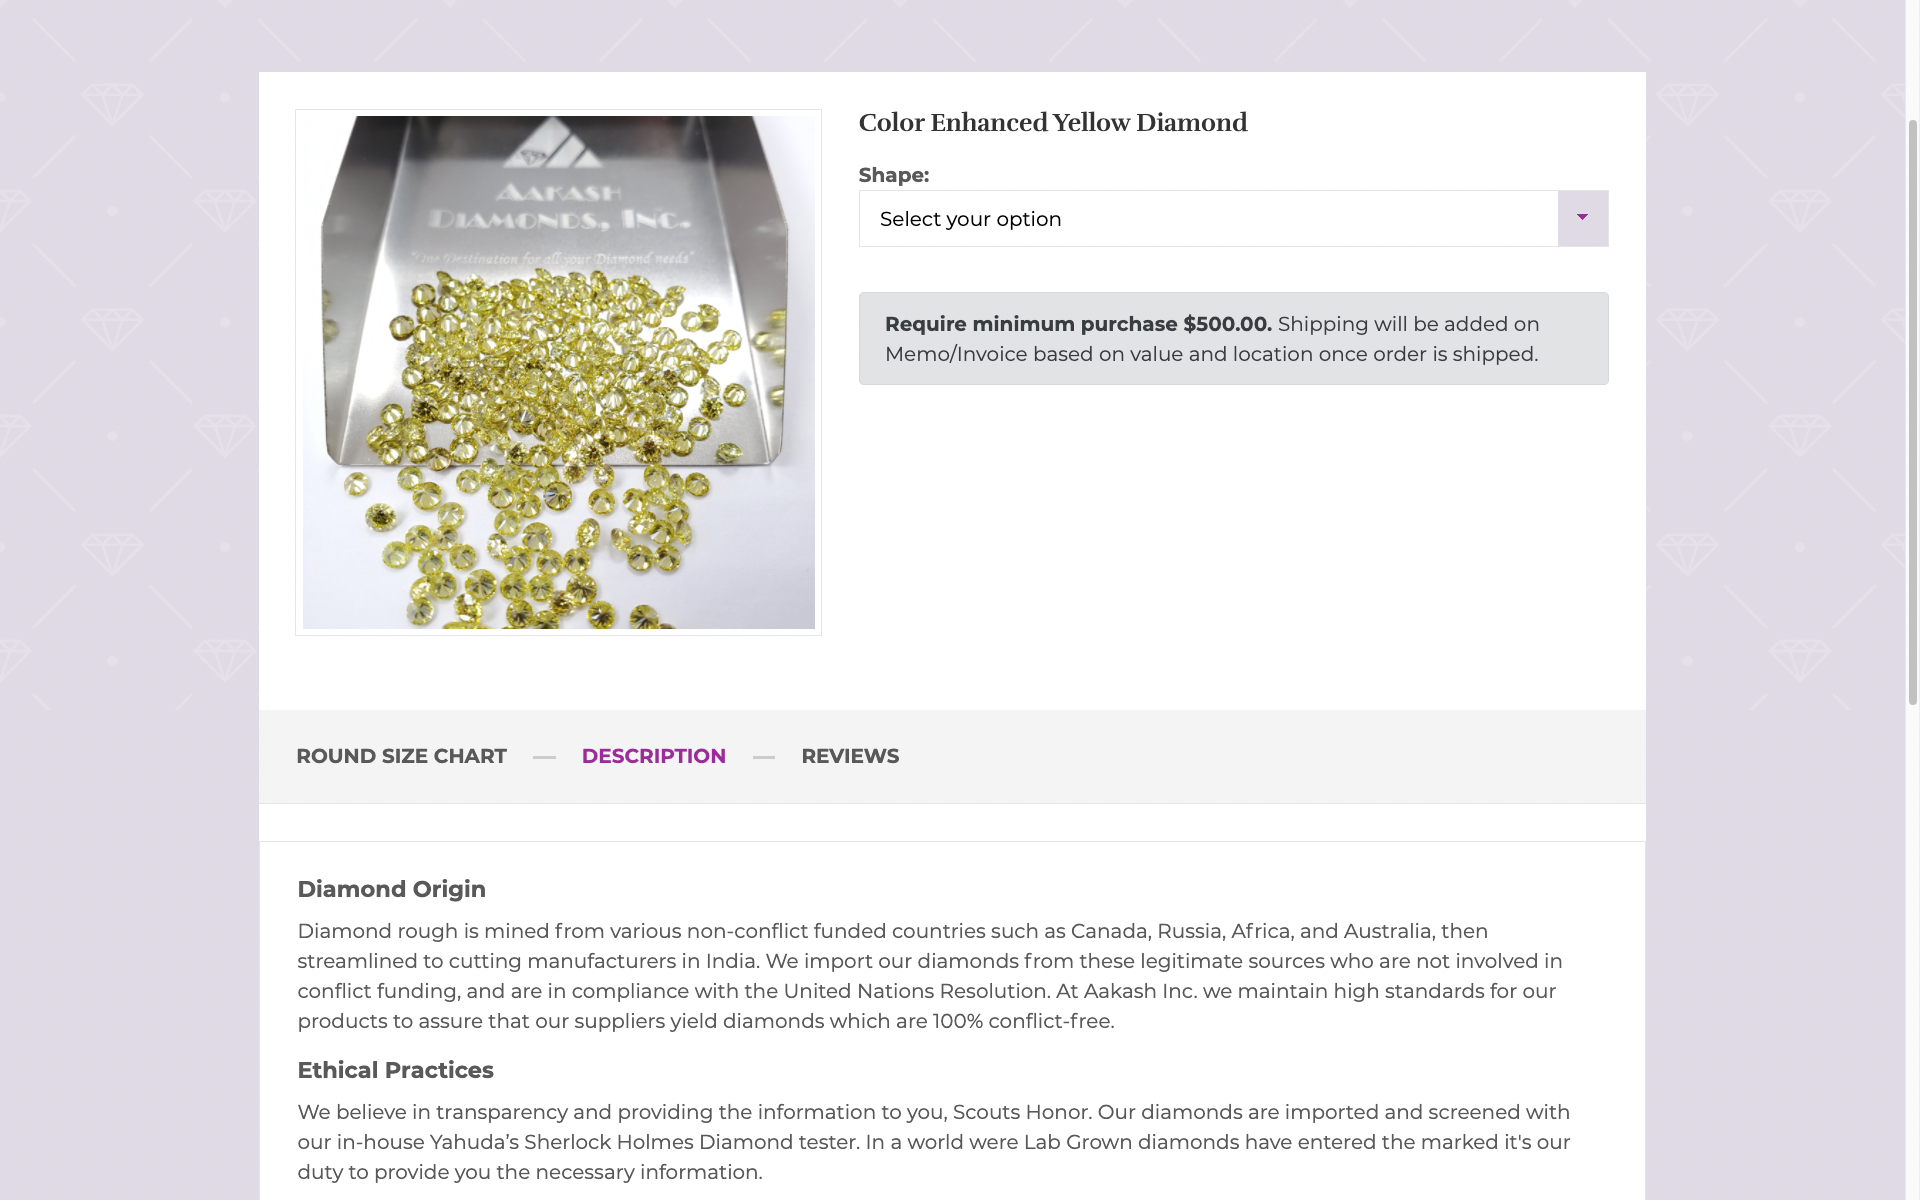 AAKASH
DIAMONDS, INC.
"One Destination for all your Diamond needs"
Color Enhanced Yellow Diamond
Shape:
Select your option
Require minimum purchase $500.00. Shipping will be added on
Memo/Invoice based on value and location once order is shipped.
ROUND SIZE CHART
DESCRIPTION
REVIEWS
Diamond Origin
Diamond rough is mined from various non-conflict funded countries such as Canada, Russia, Africa, and Australia, then
streamlined to cutting manufacturers in India. We import our diamonds from these legitimate sources who are not involved in
conflict funding, and are in compliance with the United Nations Resolution. At Aakash Inc. we maintain high standards for our
products to assure that our suppliers yield diamonds which are 100% conflict-free.
Ethical Practices
We believe in transparency and providing the information to you, Scouts Honor. Our diamonds are imported and screened with
our in-house Yahuda’s Sherlock Holmes Diamond tester. In a world were Lab Grown diamonds have entered the marked it's our
duty to provide you the necessary information.